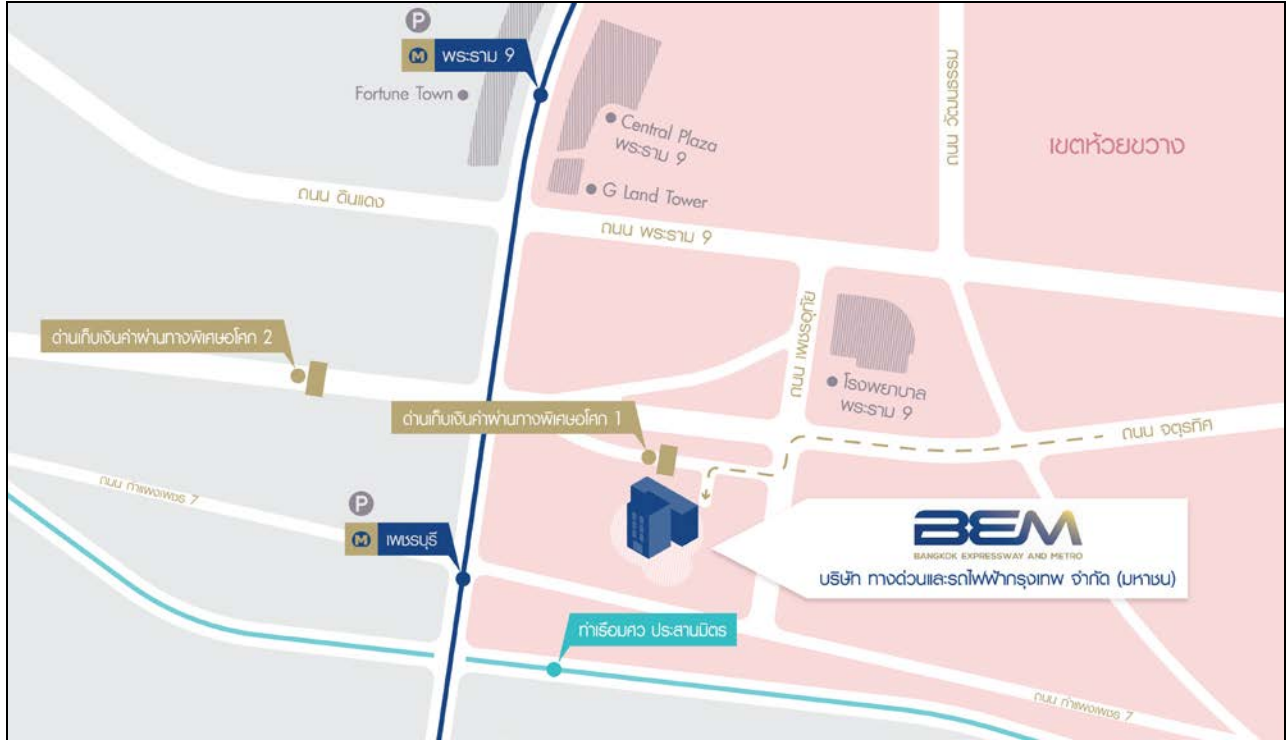 P
M พระราม 9
Fortune Town
Central Plaza
พระราม 9
G Land Tower
ถนน วัฒนธรรม
เขตห้วยขวาง
ถนน ดินแดง
ถนน พระราม 9
ถนน เพชรอุทัย
โรงพยาบาล
พระราม 9
ด่านเก็บเงินค่าผ่านทางพิเศษอโศก 2
ด่านเก็บเงินค่าผ่านทางพิเศษอโศก 1
ถนน จตุรทิศ
ถนน กำแพงเพชร 7
P
M เพชรบุรี
BEM
BANGKOK EXPRESSWAY AND METRO
บริษัท ทางด่วนและรถไฟฟ้ากรุงเทพ จำกัด (มหาชน)
ท่าเรือมศว ประสานมิตร
ถนน กำแพงเพชร 7